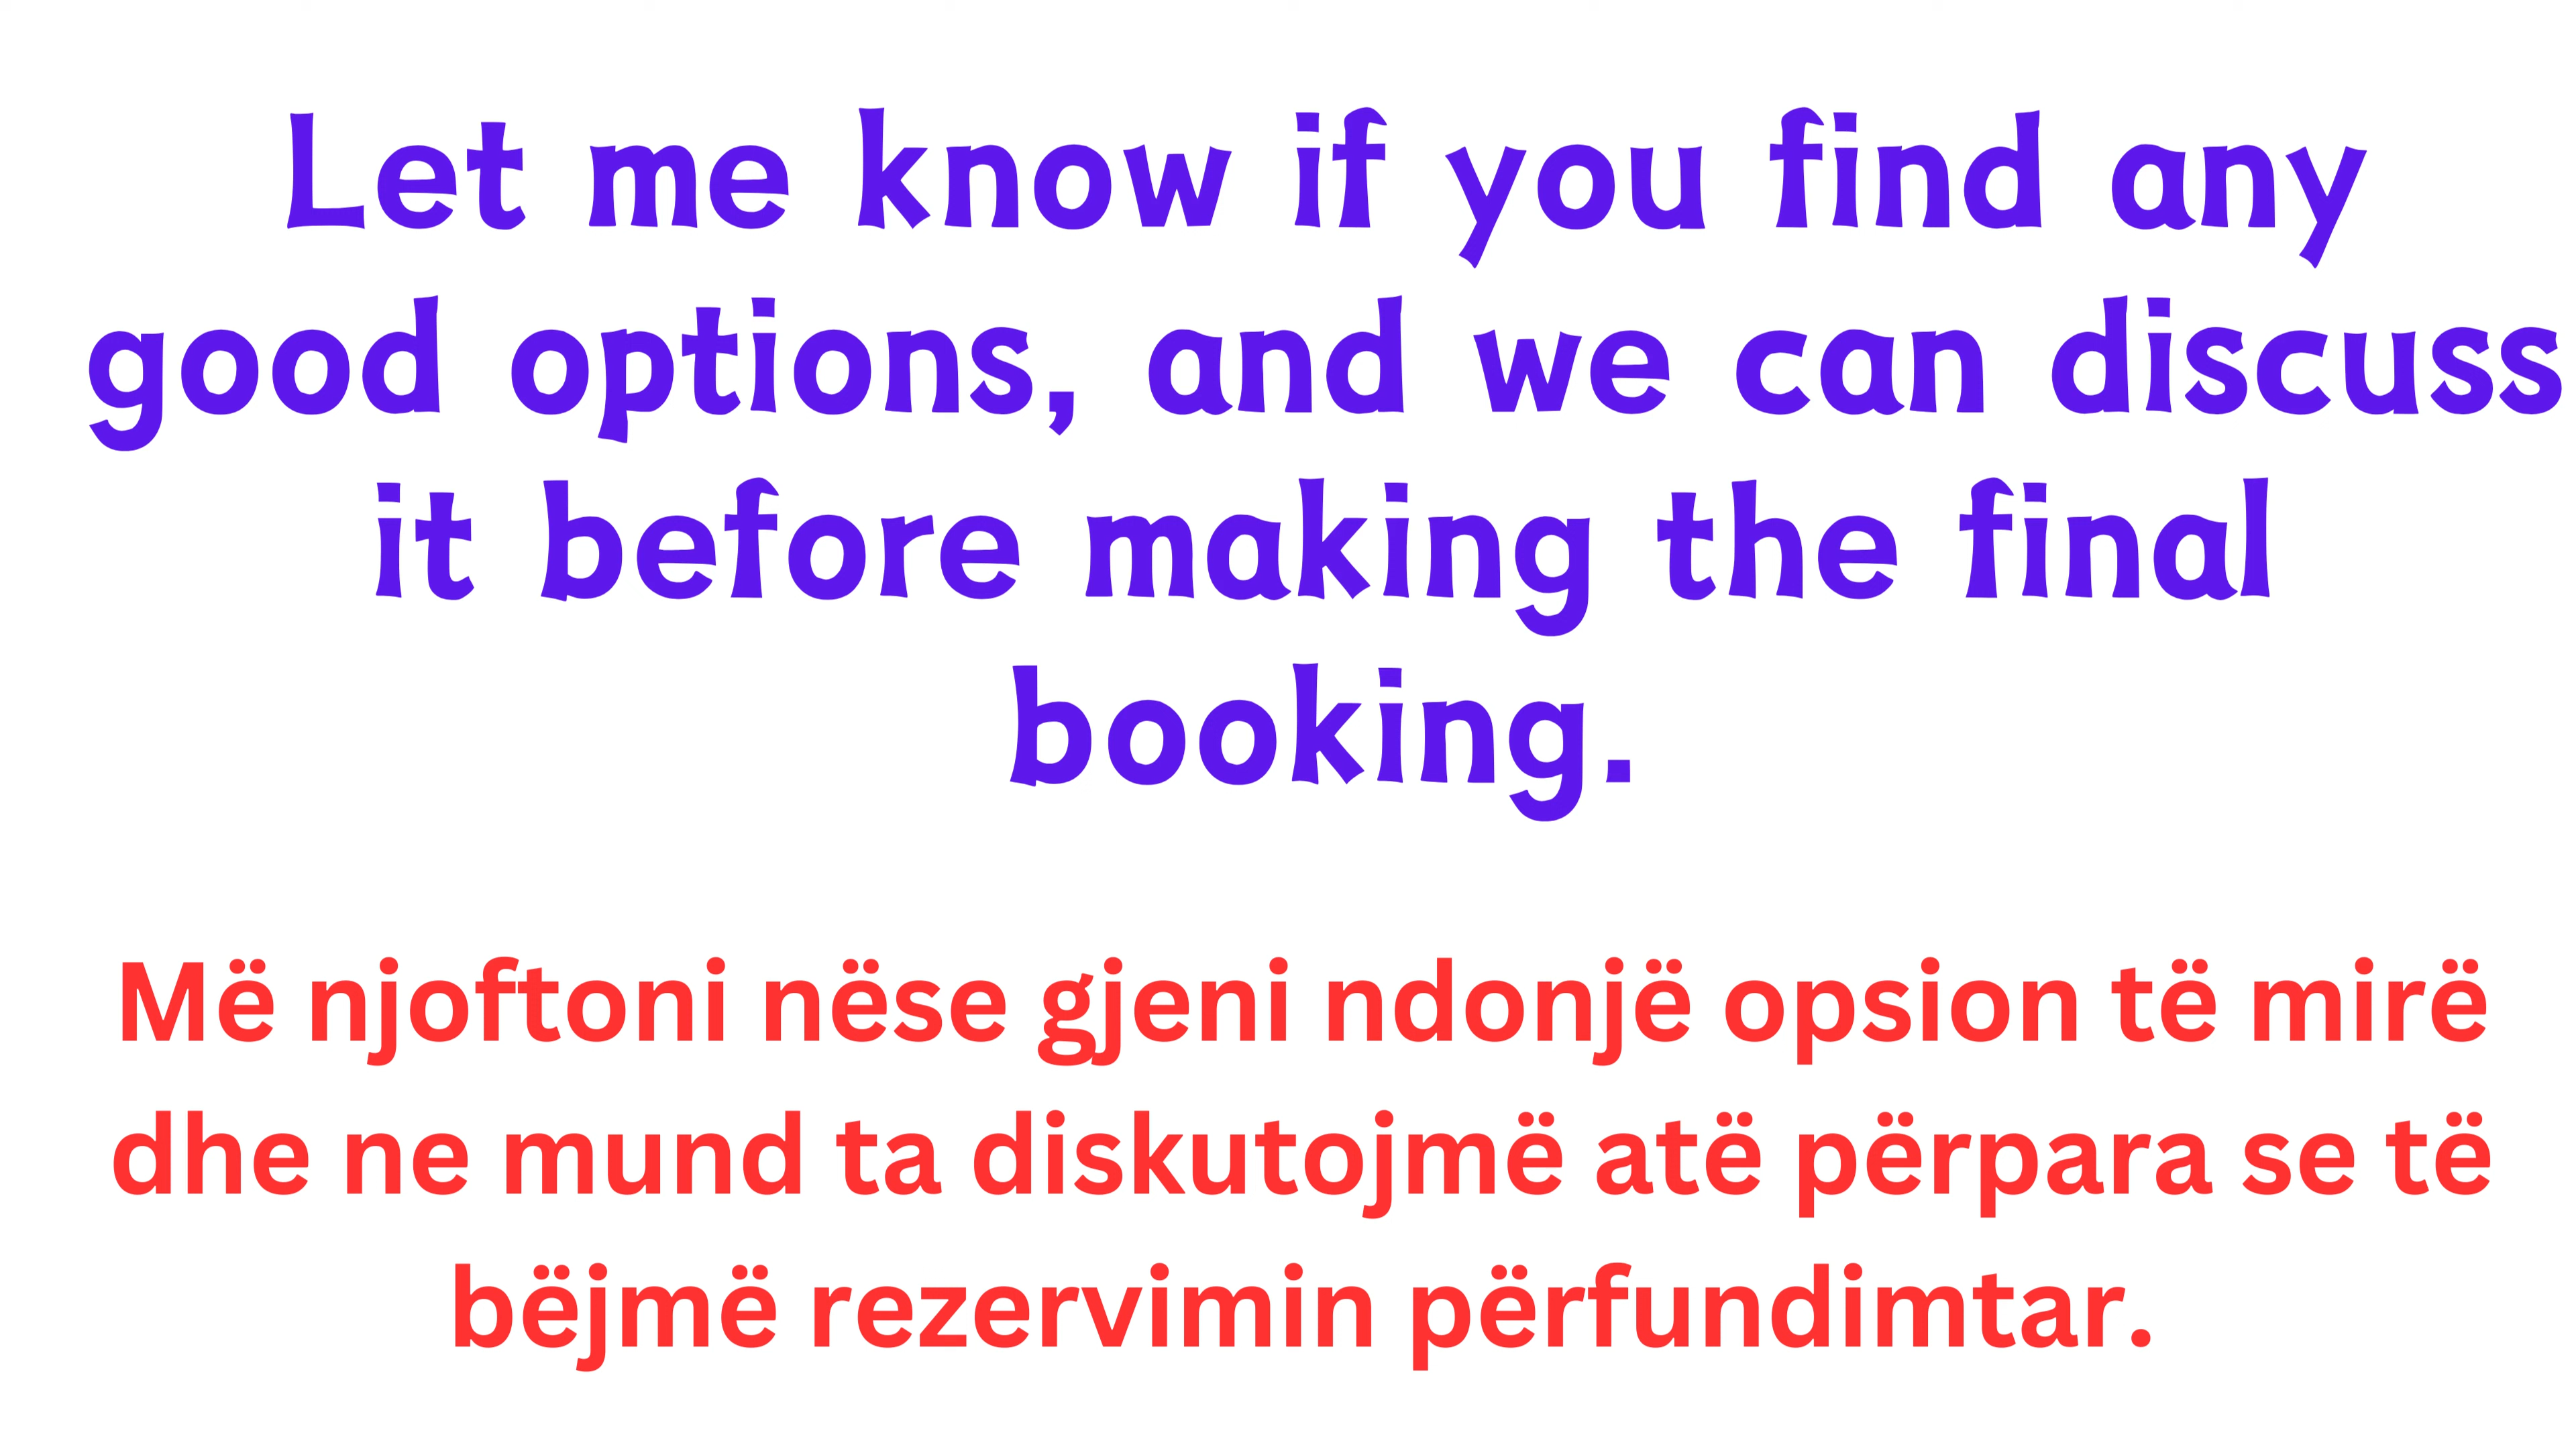 Let me know if you find any
good options, and we can discuss
it before making the final
booking.
Më njoftoni nëse gjeni ndonjë opsion të mirë
dhe ne mund ta diskutojmë atë përpara se të
bëjmë rezervimin përfundimtar.